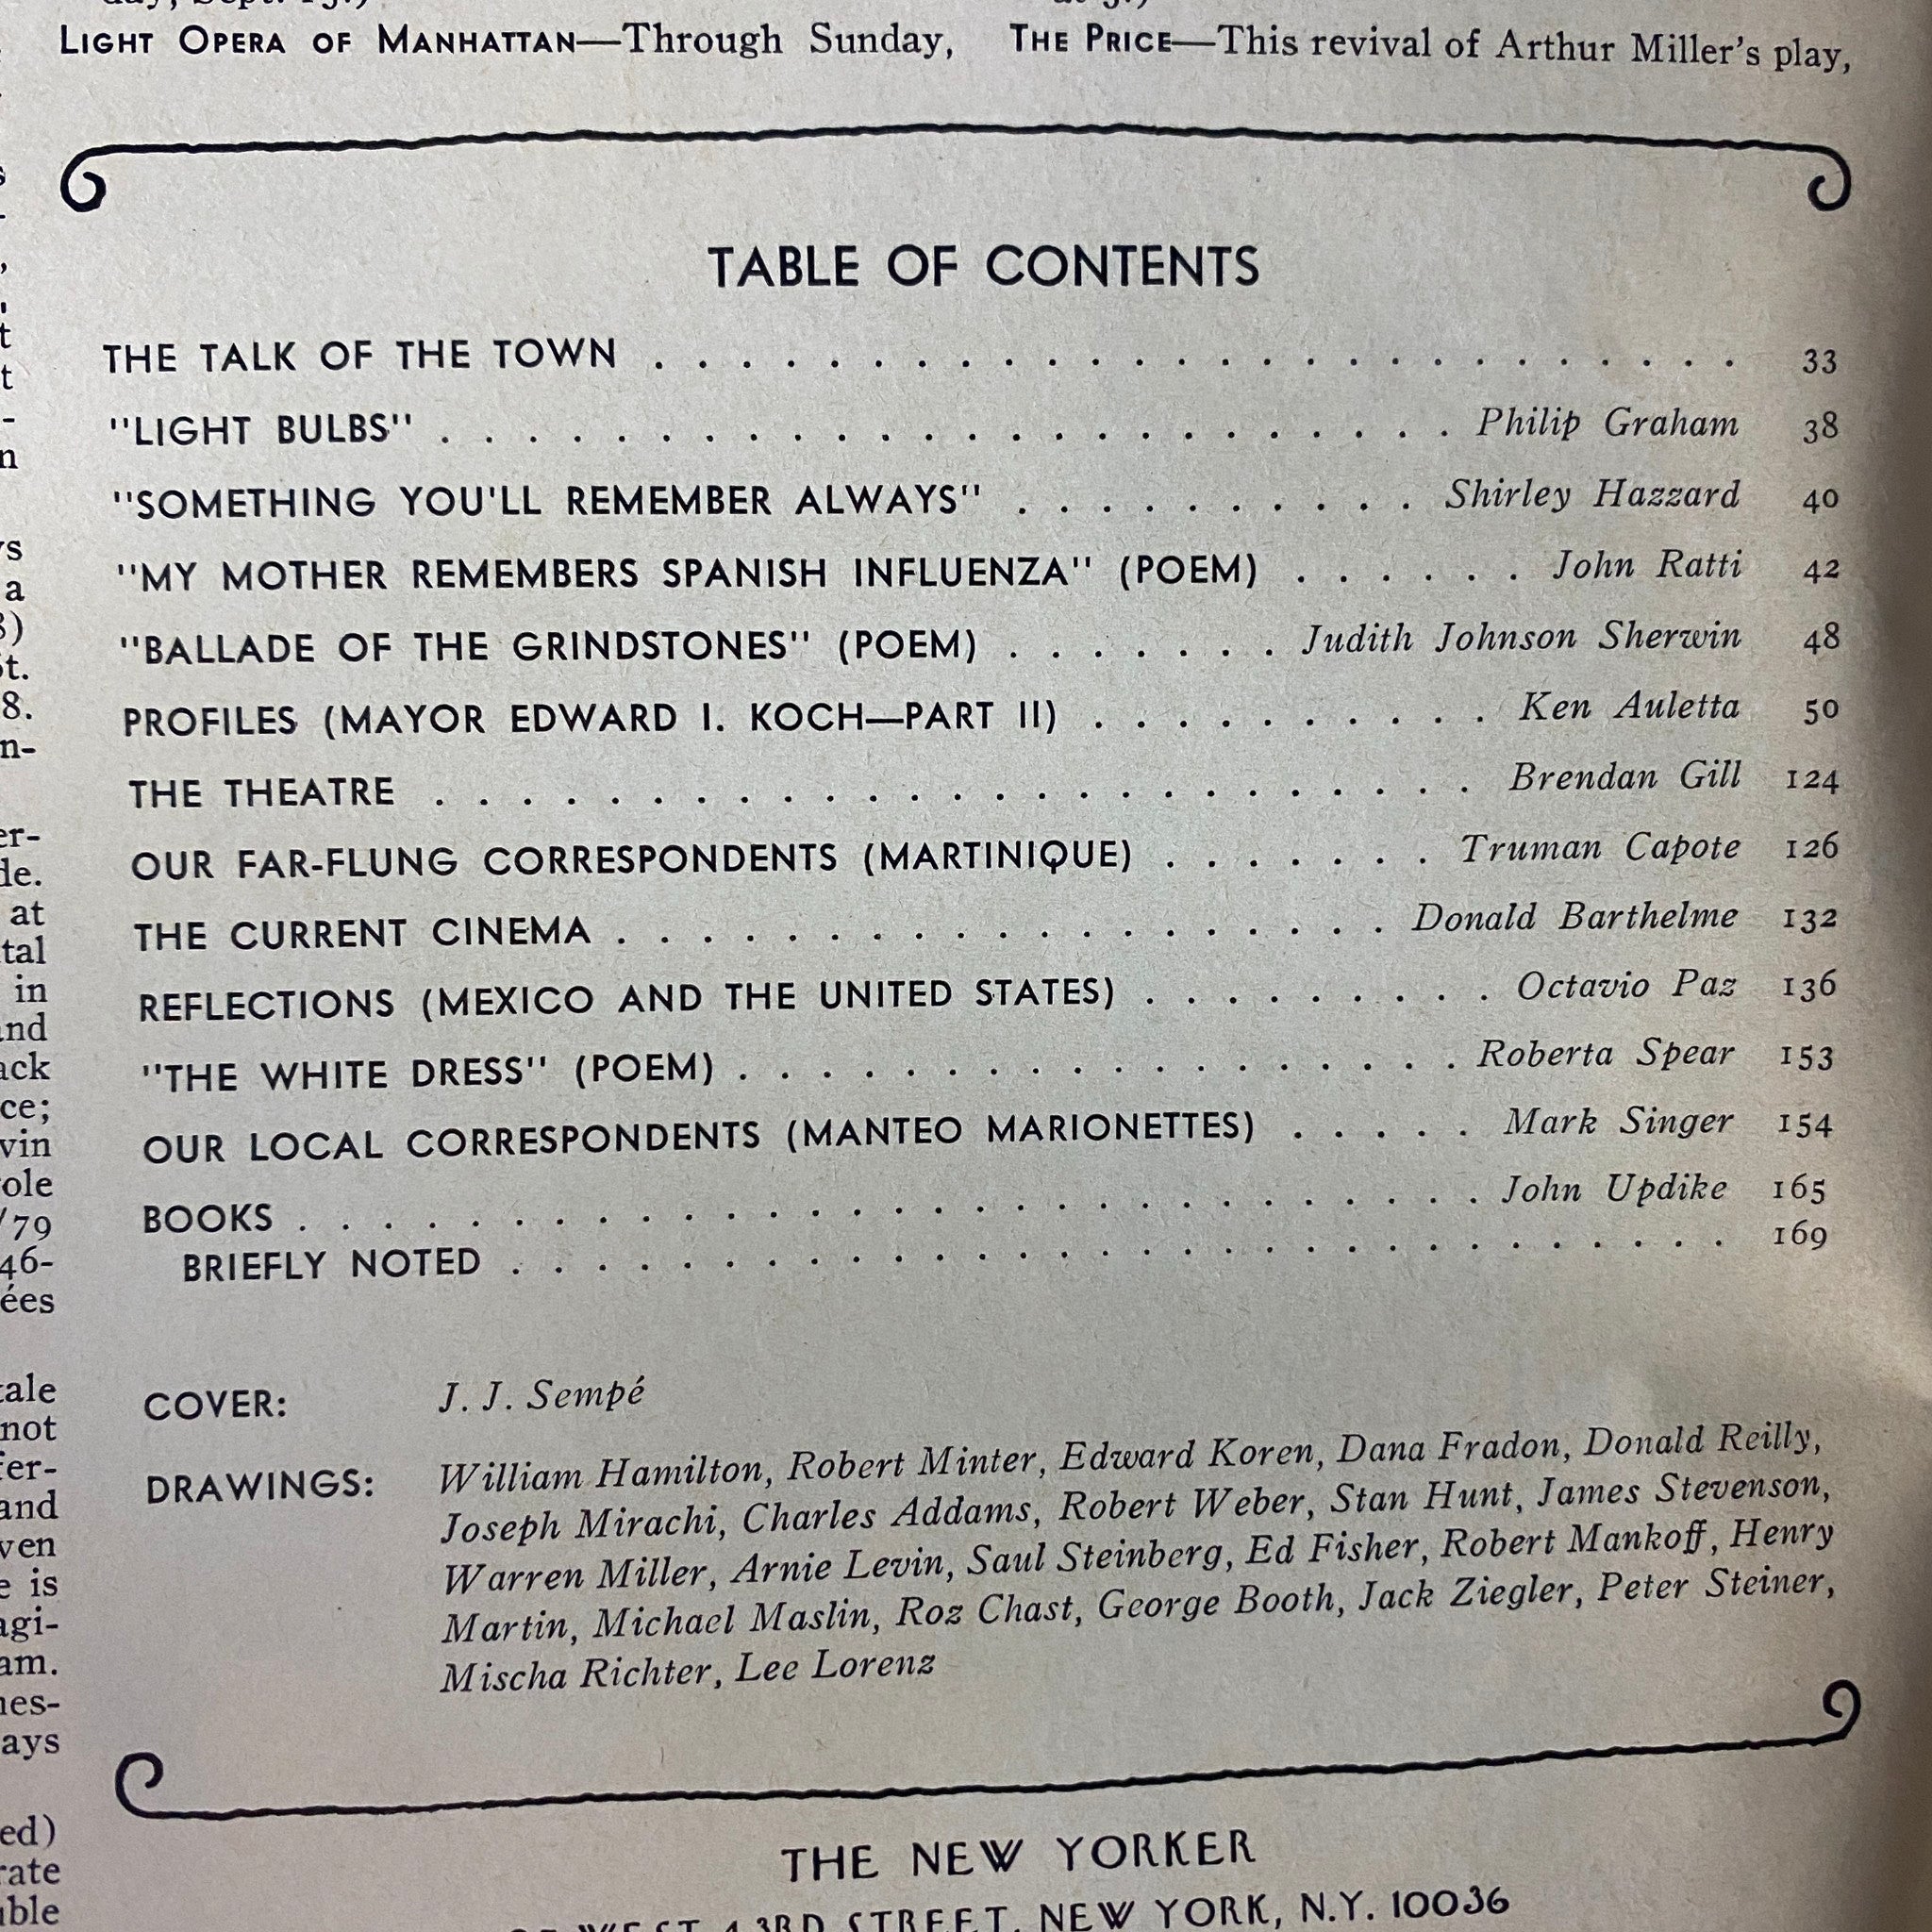 LIGHT OPERA OF MANHATTAN—Through Sunday,
THE PRICE—This revival of Arthur Miller's play,
TABLE OF CONTENTS
THE TALK OF THE TOWN . . . . . . . . . . . . . . . . . . . . . . . . . . 33
"LIGHT BULBS" . . . . . . . . . . . . . . . . . . . . . . . . Philip Graham 38
"SOMETHING YOU'LL REMEMBER ALWAYS" . . . . . . . . . . Shirley Hazzard 40
"MY MOTHER REMEMBERS SPANISH INFLUENZA" (POEM) . . . . . . John Ratti 42
"BALLADE OF THE GRINDSTONES" (POEM) . . . . . . . Judith Johnson Sherwin 48
PROFILES (MAYOR EDWARD I. KOCH—PART II) . . . . . . . . . . Ken Auletta 50
THE THEATRE . . . . . . . . . . . . . . . . . . . . . . . . Brendan Gill 124
OUR FAR-FLUNG CORRESPONDENTS (MARTINIQUE) . . . . . . . Truman Capote 126
THE CURRENT CINEMA . . . . . . . . . . . . . . . . . . Donald Barthelme 132
REFLECTIONS (MEXICO AND THE UNITED STATES) . . . . . . . . . Octavio Paz 136
"THE WHITE DRESS" (POEM) . . . . . . . . . . . . . . . . . Roberta Spear 153
OUR LOCAL CORRESPONDENTS (MANTEO MARIONETTES) . . . . . Mark Singer 154
BOOKS . . . . . . . . . . . . . . . . . . . . . . . . . . . . John Updike 165
BRIEFLY NOTED . . . . . . . . . . . . . . . . . . . . . . . . . . . . . 169
COVER: J. J. Sempé
DRAWINGS: William Hamilton, Robert Minter, Edward Koren, Dana Fradon, Donald Reilly,
Joseph Mirachi, Charles Addams, Robert Weber, Stan Hunt, James Stevenson,
Warren Miller, Arnie Levin, Saul Steinberg, Ed Fisher, Robert Mankoff, Henry
Martin, Michael Maslin, Roz Chast, George Booth, Jack Ziegler, Peter Steiner,
Mischa Richter, Lee Lorenz
THE NEW YORKER
WEST 43RD STREET, NEW YORK, N.Y. 10036